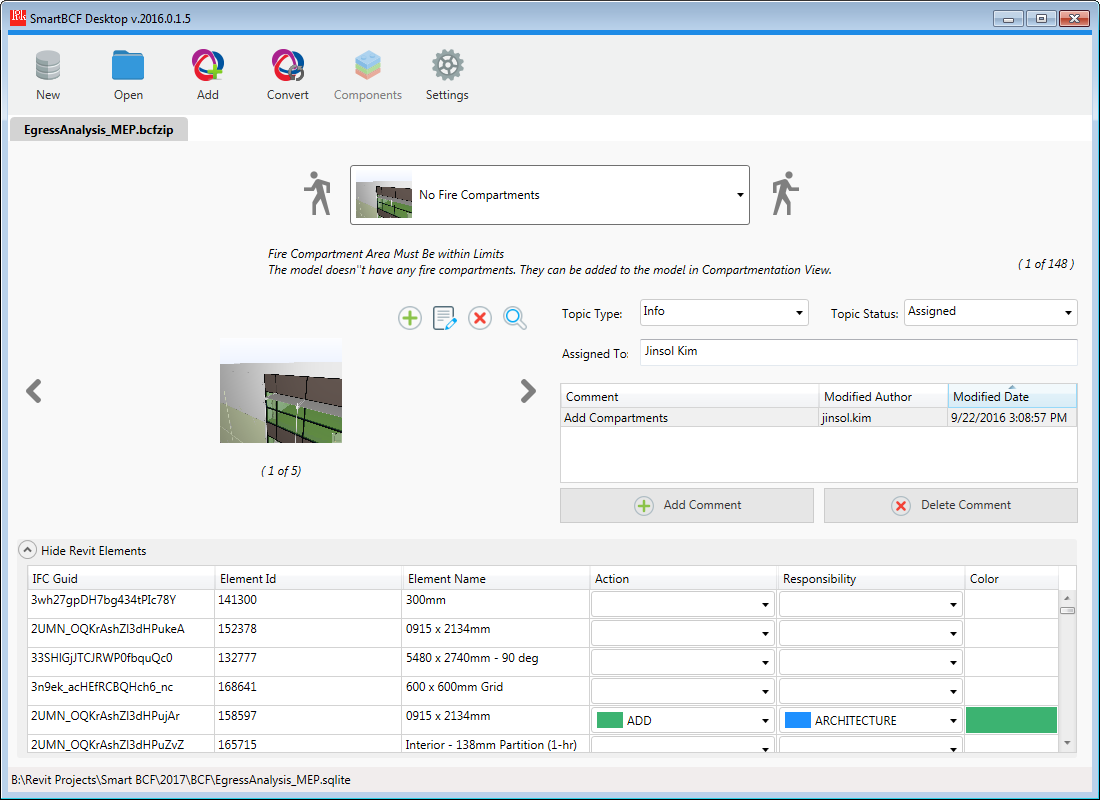 SmartBCF Desktop v.2016.0.1.5
New
Open
Add
Convert
Components
Settings
EgressAnalysis_MEP.bcfzip
No Fire Compartments
Fire Compartment Area Must Be within Limits
The model doesn''t have any fire compartments. They can be added to the model in Compartmentation View.
( 1 of 148 )
Topic Type: Info Topic Status: Assigned
Assigned To: Jinsol Kim
( 1 of 5)
Comment Modified Author Modified Date
Add Compartments jinsol.kim 9/22/2016 3:08:57 PM
Add Comment Delete Comment
Hide Revit Elements
IFC Guid Element Id Element Name Action Responsibility Color
3wh27gpDH7bg434tPIc78Y 141300 300mm
2UMN_OQKrAshZI3dHPukeA 152378 0915 x 2134mm
33SHIGjJTCJRWP0fbquQc0 132777 5480 x 2740mm - 90 deg
3n9ek_acHEfRCBQHch6_nc 168641 600 x 600mm Grid
2UMN_OQKrAshZI3dHPujAr 158597 0915 x 2134mm ADD ARCHITECTURE
2UMN_OQKrAshZI3dHPuZvZ 165715 Interior - 138mm Partition (1-hr)
B:\Revit Projects\Smart BCF\2017\BCF\EgressAnalysis_MEP.sqlite